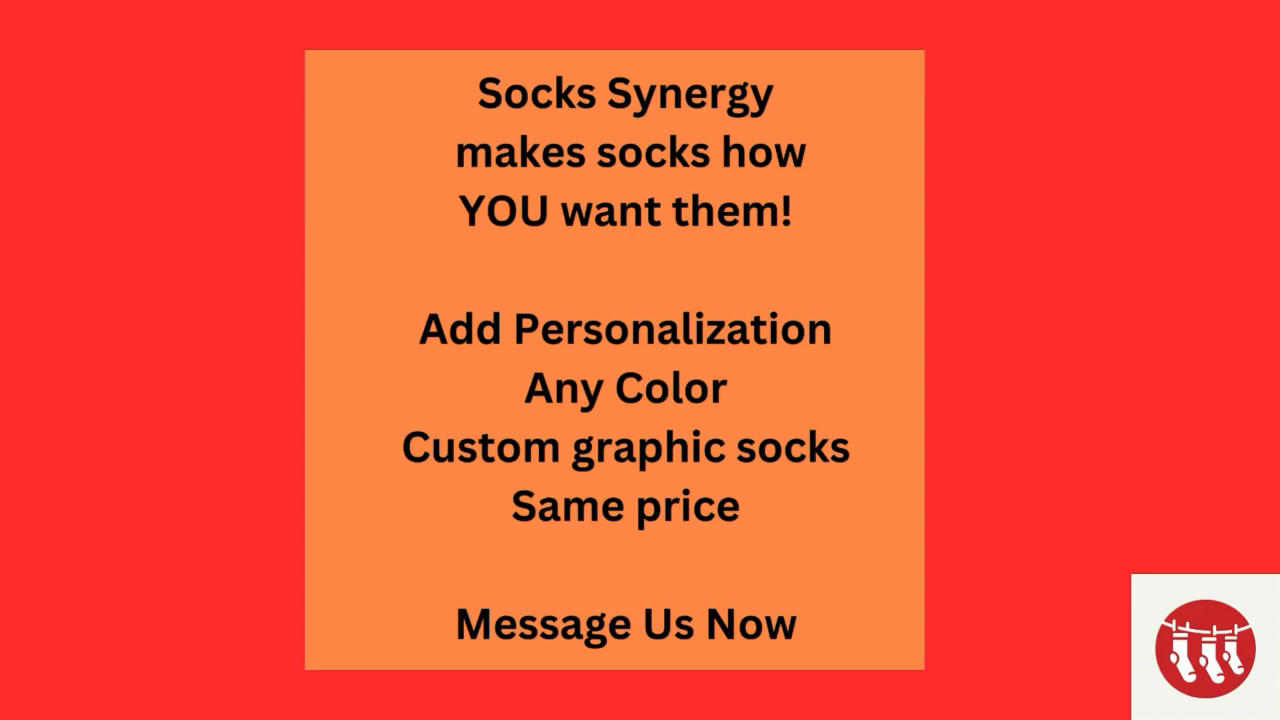 Socks Synergy
makes socks how
YOU want them!
Add Personalization
Any Color
Custom graphic socks
Same price
Message Us Now